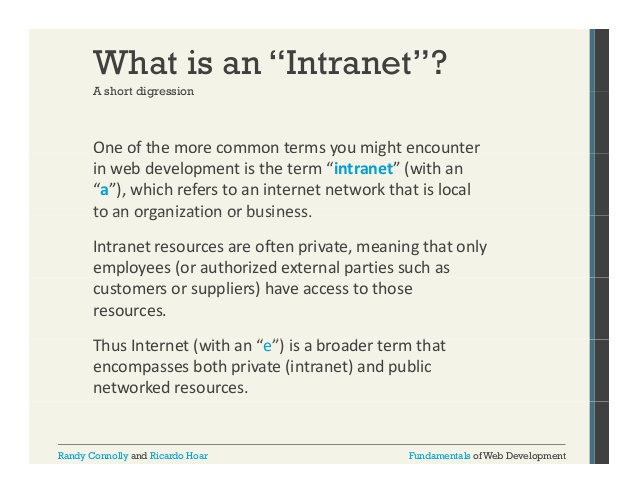 What is an “Intranet”?
A short digression
One of the more common terms you might encounter
in web development is the term “intranet” (with an
“a”), which refers to an internet network that is local
to an organization or business.
Intranet resources are often private, meaning that only
employees (or authorized external parties such as
customers or suppliers) have access to those
resources.
Thus Internet (with an “e”) is a broader term that
encompasses both private (intranet) and public
networked resources.
Randy Connolly and Ricardo Hoar
Fundamentals of Web Development